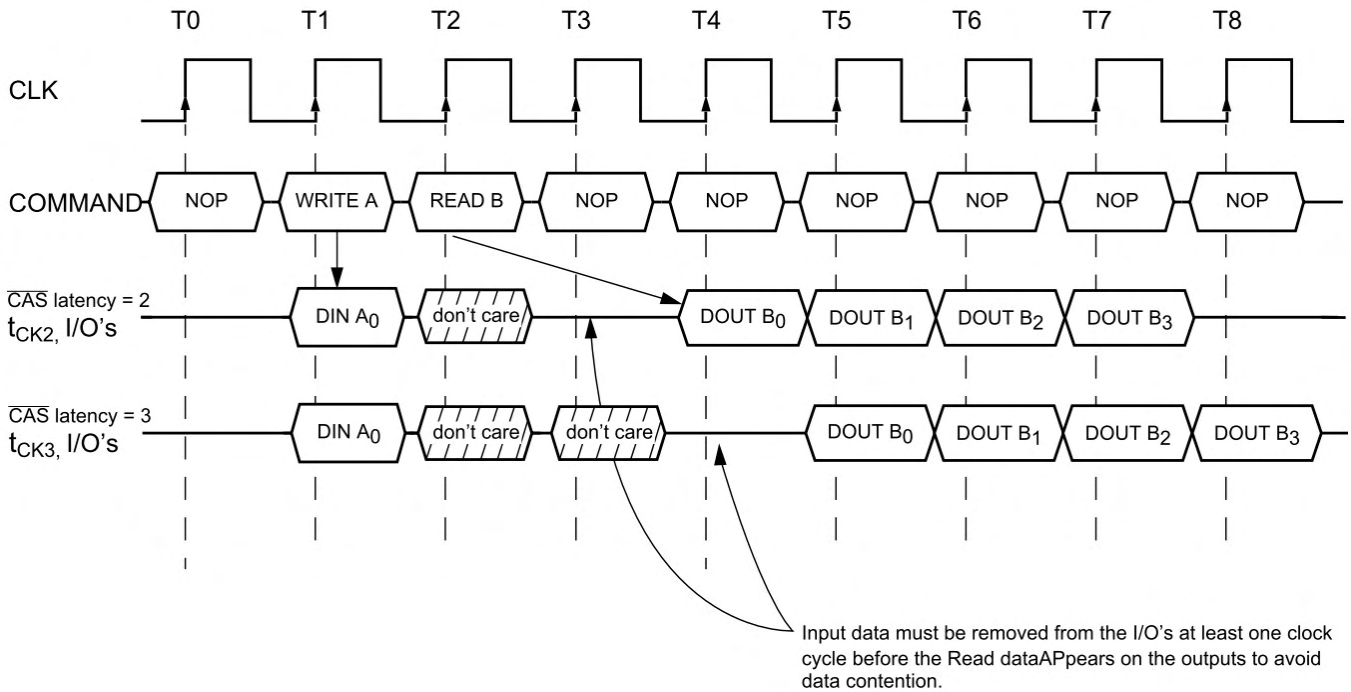 T0 T1 T2 T3 T4 T5 T6 T7 T8
CLK
COMMAND NOP WRITE A READ B NOP NOP NOP NOP NOP NOP
CAS latency = 2
tCK2, I/O's DIN A0 don't care DOUT B0 DOUT B1 DOUT B2 DOUT B3
CAS latency = 3
tCK3, I/O's DIN A0 don't care don't care DOUT B0 DOUT B1 DOUT B2 DOUT B3
Input data must be removed from the I/O's at least one clock
cycle before the Read dataAPpears on the outputs to avoid
data contention.